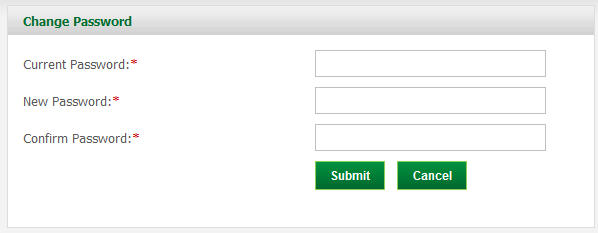 Change Password
Current Password:*
New Password:*
Confirm Password:*
Submit Cancel